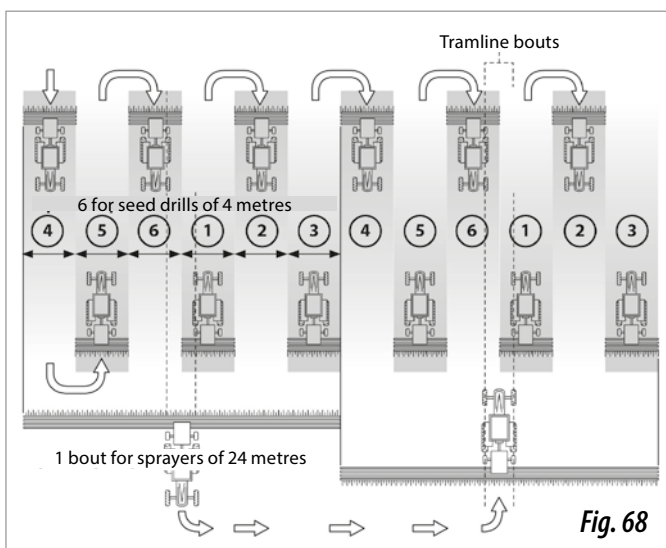 Tramline bouts
6 for seed drills of 4 metres
4 5 6 1 2 3 4 5 6 1 2 3
1 bout for sprayers of 24 metres
Fig. 68